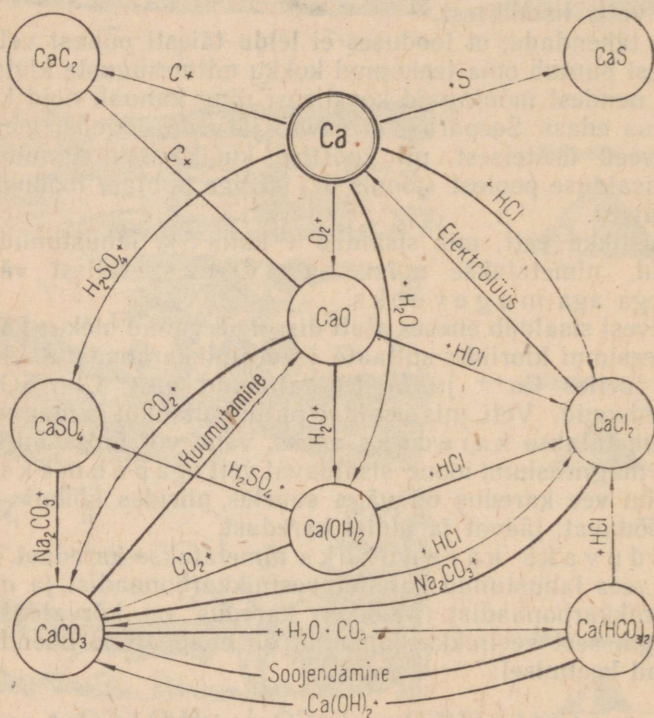 CaC₂
C+
CaS
+S
Ca
C+
+HCl
O₂+
Elektrolüüs
H₂SO₄
H₂O+
CaO
+HCl
CO₂
Kuumutamine
H₂O+
CaSO₄
CaCl₂
H₂SO₄+
+HCl
Ca(OH)₂
Na₂CO₃
CO₂+
+HCl
Na₂CO₃+
+HCl
CaCO₃
+H₂O+CO₂
Ca(HCO₃)₂
Soojendamine
Ca(OH)₂+